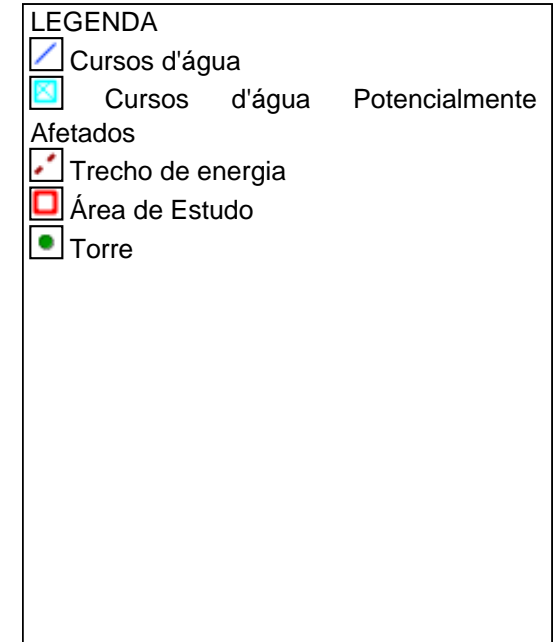 LEGENDA
Cursos d'água
Cursos d'água Potencialmente
Afetados
Trecho de energia
Área de Estudo
Torre